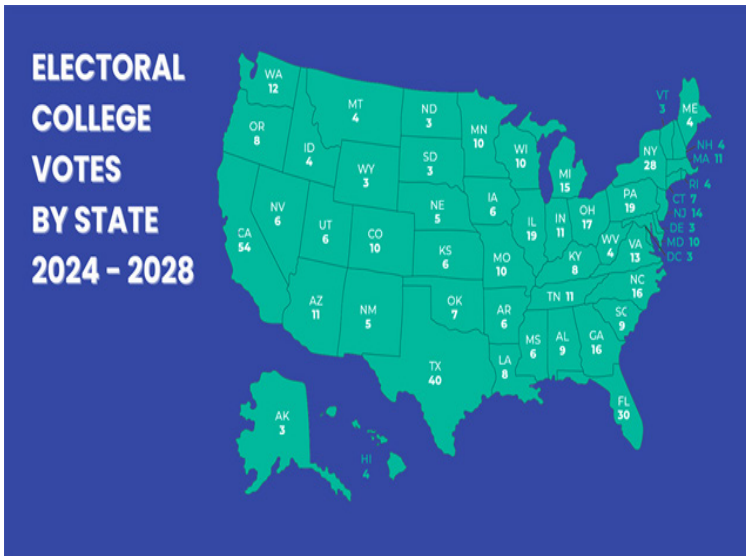 ELECTORAL
COLLEGE
VOTES
BY STATE
2024 – 2028
WA
12
OR
8
CA
54
NV
6
ID
4
MT
4
WY
3
UT
6
AZ
11
CO
10
NM
5
ND
3
SD
3
NE
5
KS
6
OK
7
TX
40
MN
10
IA
6
MO
10
AR
6
LA
8
WI
10
IL
19
MI
15
IN
11
OH
17
KY
8
TN 11
MS
6
AL
9
GA
16
FL
30
SC
9
NC
16
VA
13
WV
4
PA
19
NY
28
VT
3
ME
4
NH 4
MA 11
RI 4
CT 7
NJ 14
DE 3
MD 10
DC 3
AK
3
HI
4